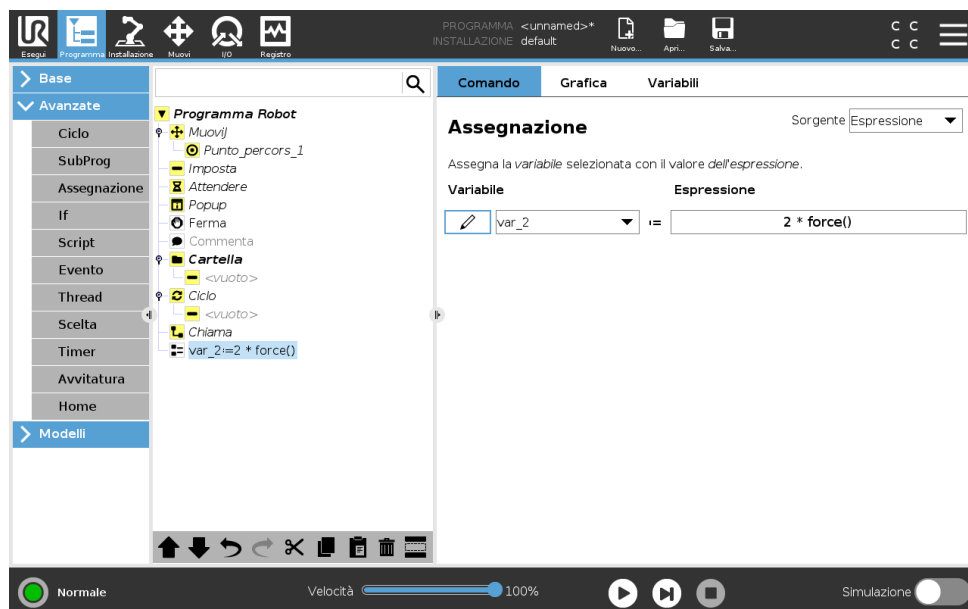 PROGRAMMA <unnamed>*
INSTALLAZIONE default
Esegui Programma Installazione Muovi I/O Registro Nuovo... Apri... Salva...
C C
C C
Base
Avanzate
Ciclo
SubProg
Assegnazione
If
Script
Evento
Thread
Scelta
Timer
Avvitatura
Home
Modelli
Programma Robot
MuoviJ
Punto_percors_1
Imposta
Attendere
Popup
Ferma
Commenta
Cartella
<vuoto>
Ciclo
<vuoto>
Chiama
var_2:=2 * force()
Comando Grafica Variabili
Assegnazione
Sorgente Espressione
Assegna la variabile selezionata con il valore dell'espressione.
Variabile Espressione
var_2 := 2 * force()
Normale Velocità 100% Simulazione